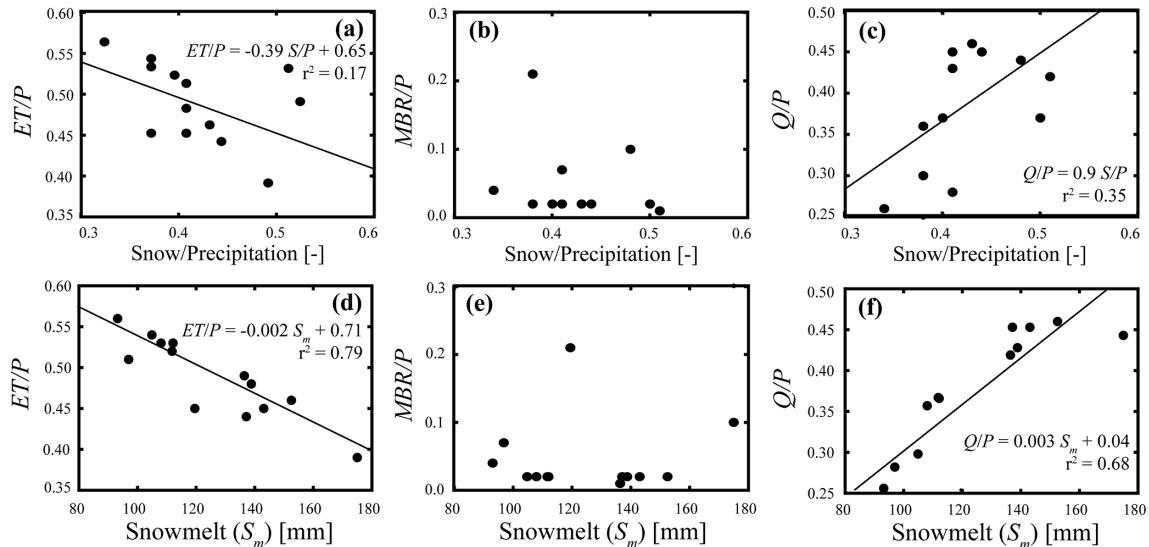 (a)
ET/P = -0.39 S/P + 0.65
r² = 0.17
ET/P
0.60
0.55
0.50
0.45
0.40
0.35
0.3
0.4
0.5
0.6
Snow/Precipitation [-]
(b)
MBR/P
0.3
0.2
0.1
0.0
0.3
0.4
0.5
0.6
Snow/Precipitation [-]
(c)
Q/P
0.50
0.45
0.40
0.35
0.30
0.25
Q/P = 0.9 S/P
r² = 0.35
0.3
0.4
0.5
0.6
Snow/Precipitation [-]
(d)
ET/P = -0.002 Sm + 0.71
r² = 0.79
ET/P
0.60
0.55
0.50
0.45
0.40
0.35
80
100
120
140
160
180
Snowmelt (Sm) [mm]
(e)
MBR/P
0.3
0.2
0.1
0.0
80
100
120
140
160
180
Snowmelt (Sm) [mm]
(f)
Q/P
0.50
0.45
0.40
0.35
0.30
0.25
Q/P = 0.003 Sm + 0.04
r² = 0.68
80
100
120
140
160
180
Snowmelt (Sm) [mm]